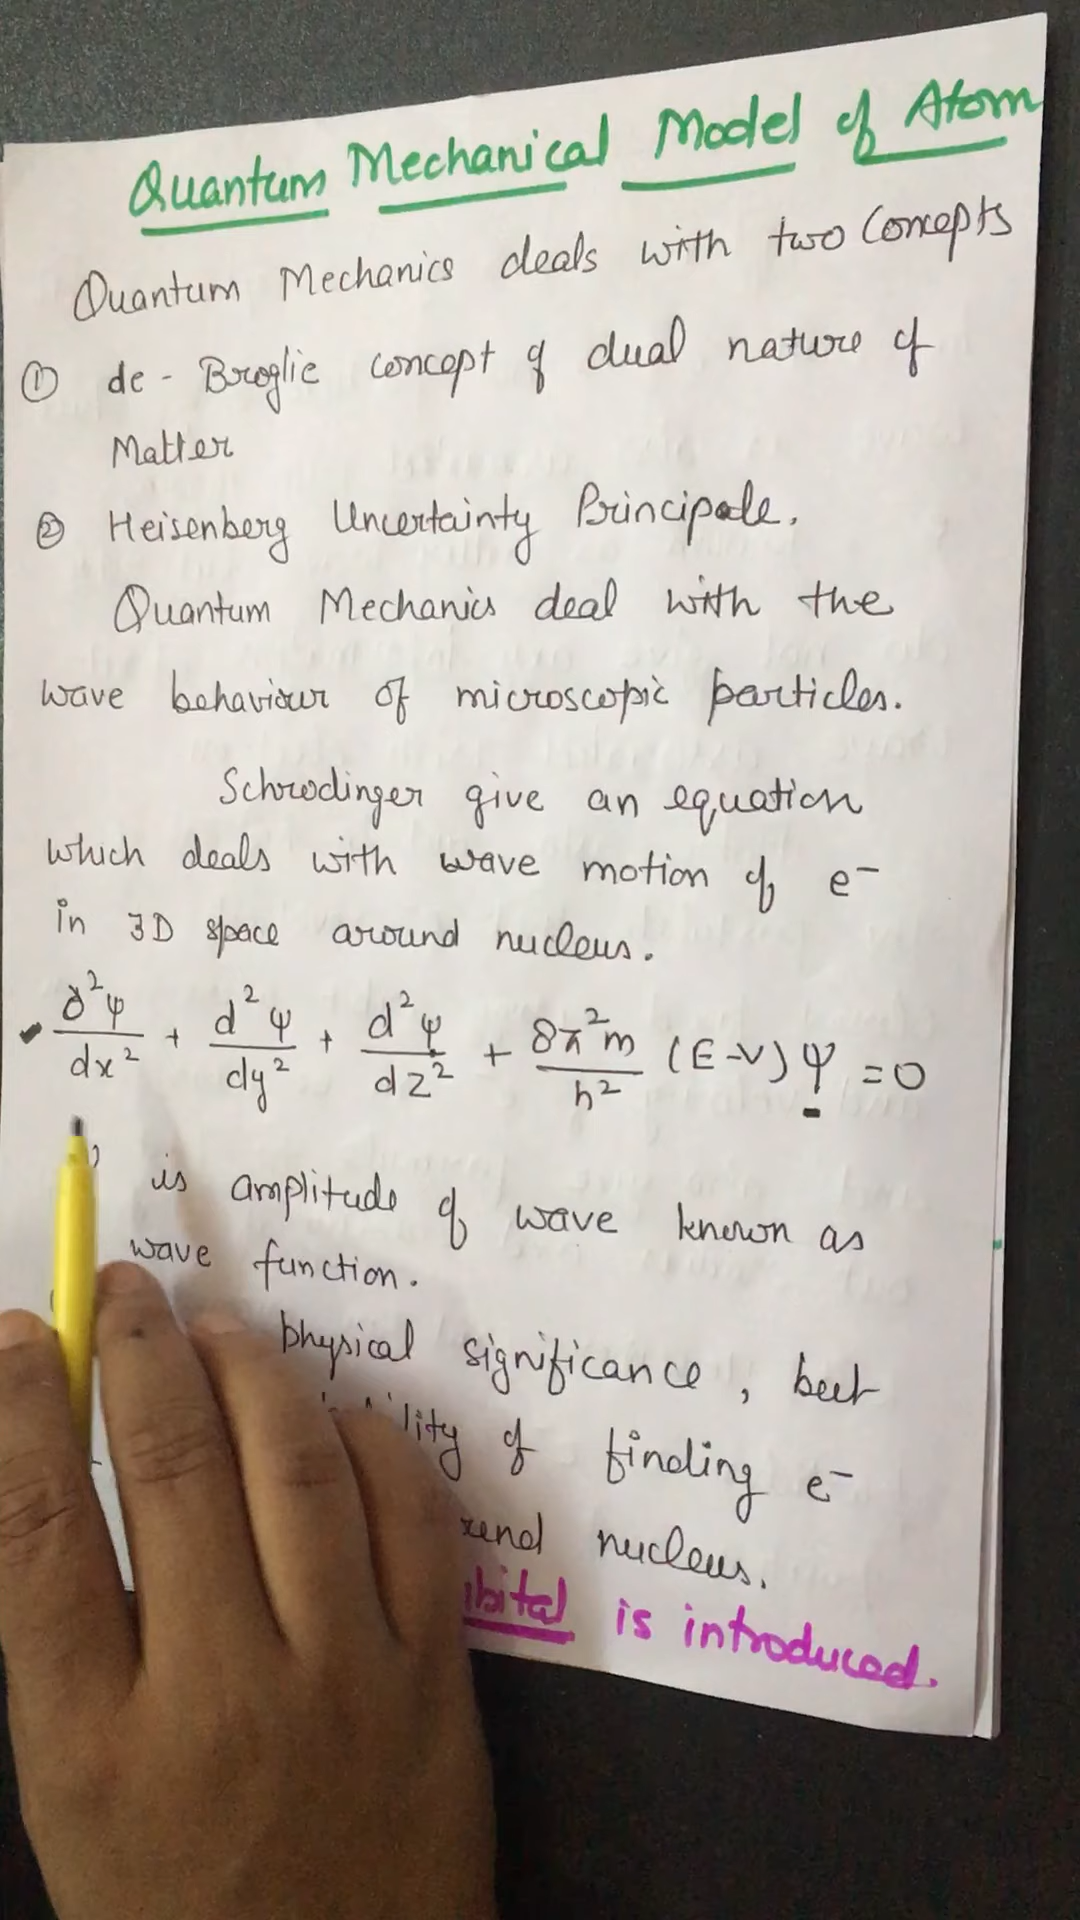 Quantum Mechanical Model of Atom
Quantum Mechanics deals with two Concepts
① de-Broglie concept of dual nature of
Matter
② Heisenberg Uncertainty Principale.
Quantum Mechanics deal with the
wave behaviour of microscopic particles.
Schrodinger give an equation
which deals with wave motion of e⁻
in 3D space around nucleus.
∂²ψ/dx² + d²ψ/dy² + d²ψ/dz² + 8π²m/h² (E-V) ψ = 0
is amplitude of wave known as
wave function.
physical significance, but
of finding e⁻
nucleus.
is introduced.